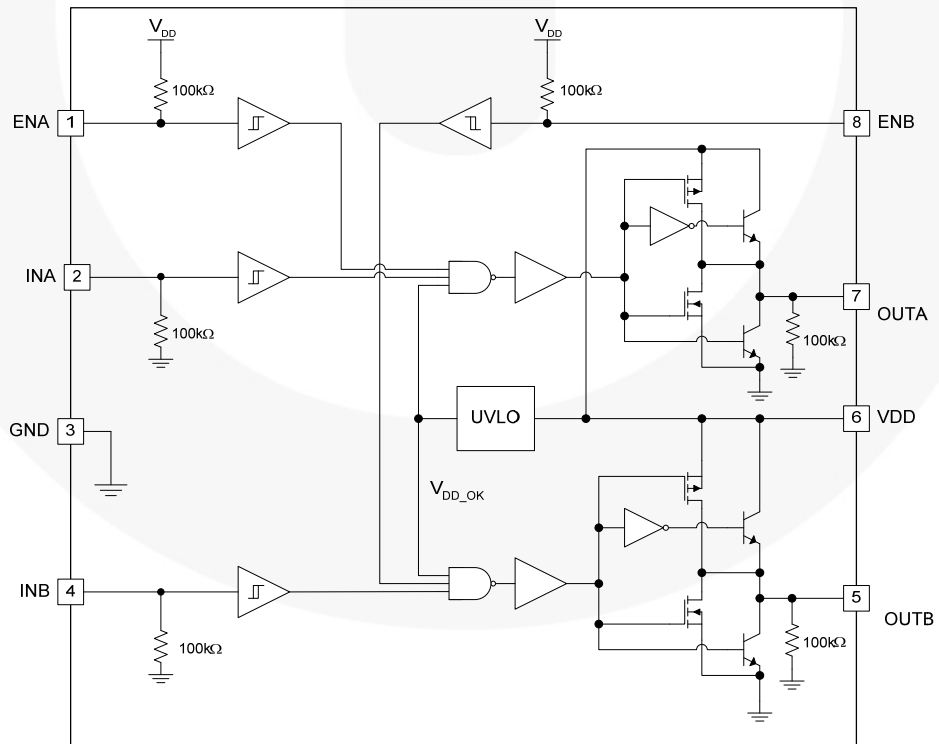 VDD
VDD
100kΩ
100kΩ
ENA
1
8
ENB
INA
2
100kΩ
7
OUTA
100kΩ
GND
3
UVLO
6
VDD
VDD_OK
INB
4
5
OUTB
100kΩ
100kΩ